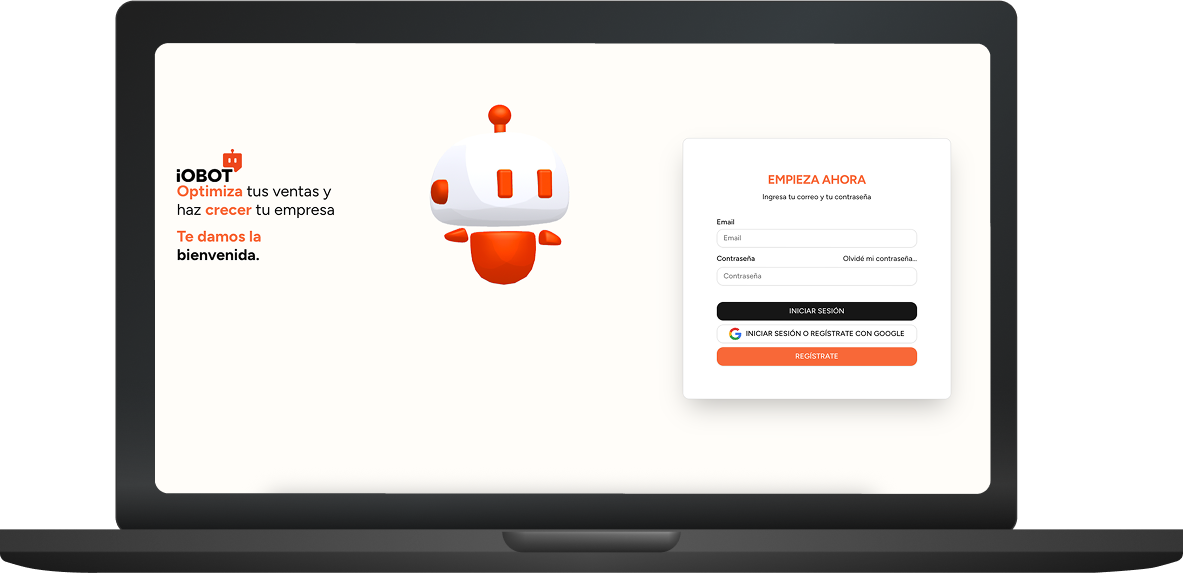 iOBOT
Optimiza tus ventas y
haz crecer tu empresa
Te damos la
bienvenida.
EMPIEZA AHORA
Ingresa tu correo y tu contraseña
Email
Email
Contraseña Olvidé mi contraseña...
Contraseña
INICIAR SESIÓN
INICIAR SESIÓN O REGÍSTRATE CON GOOGLE
REGÍSTRATE